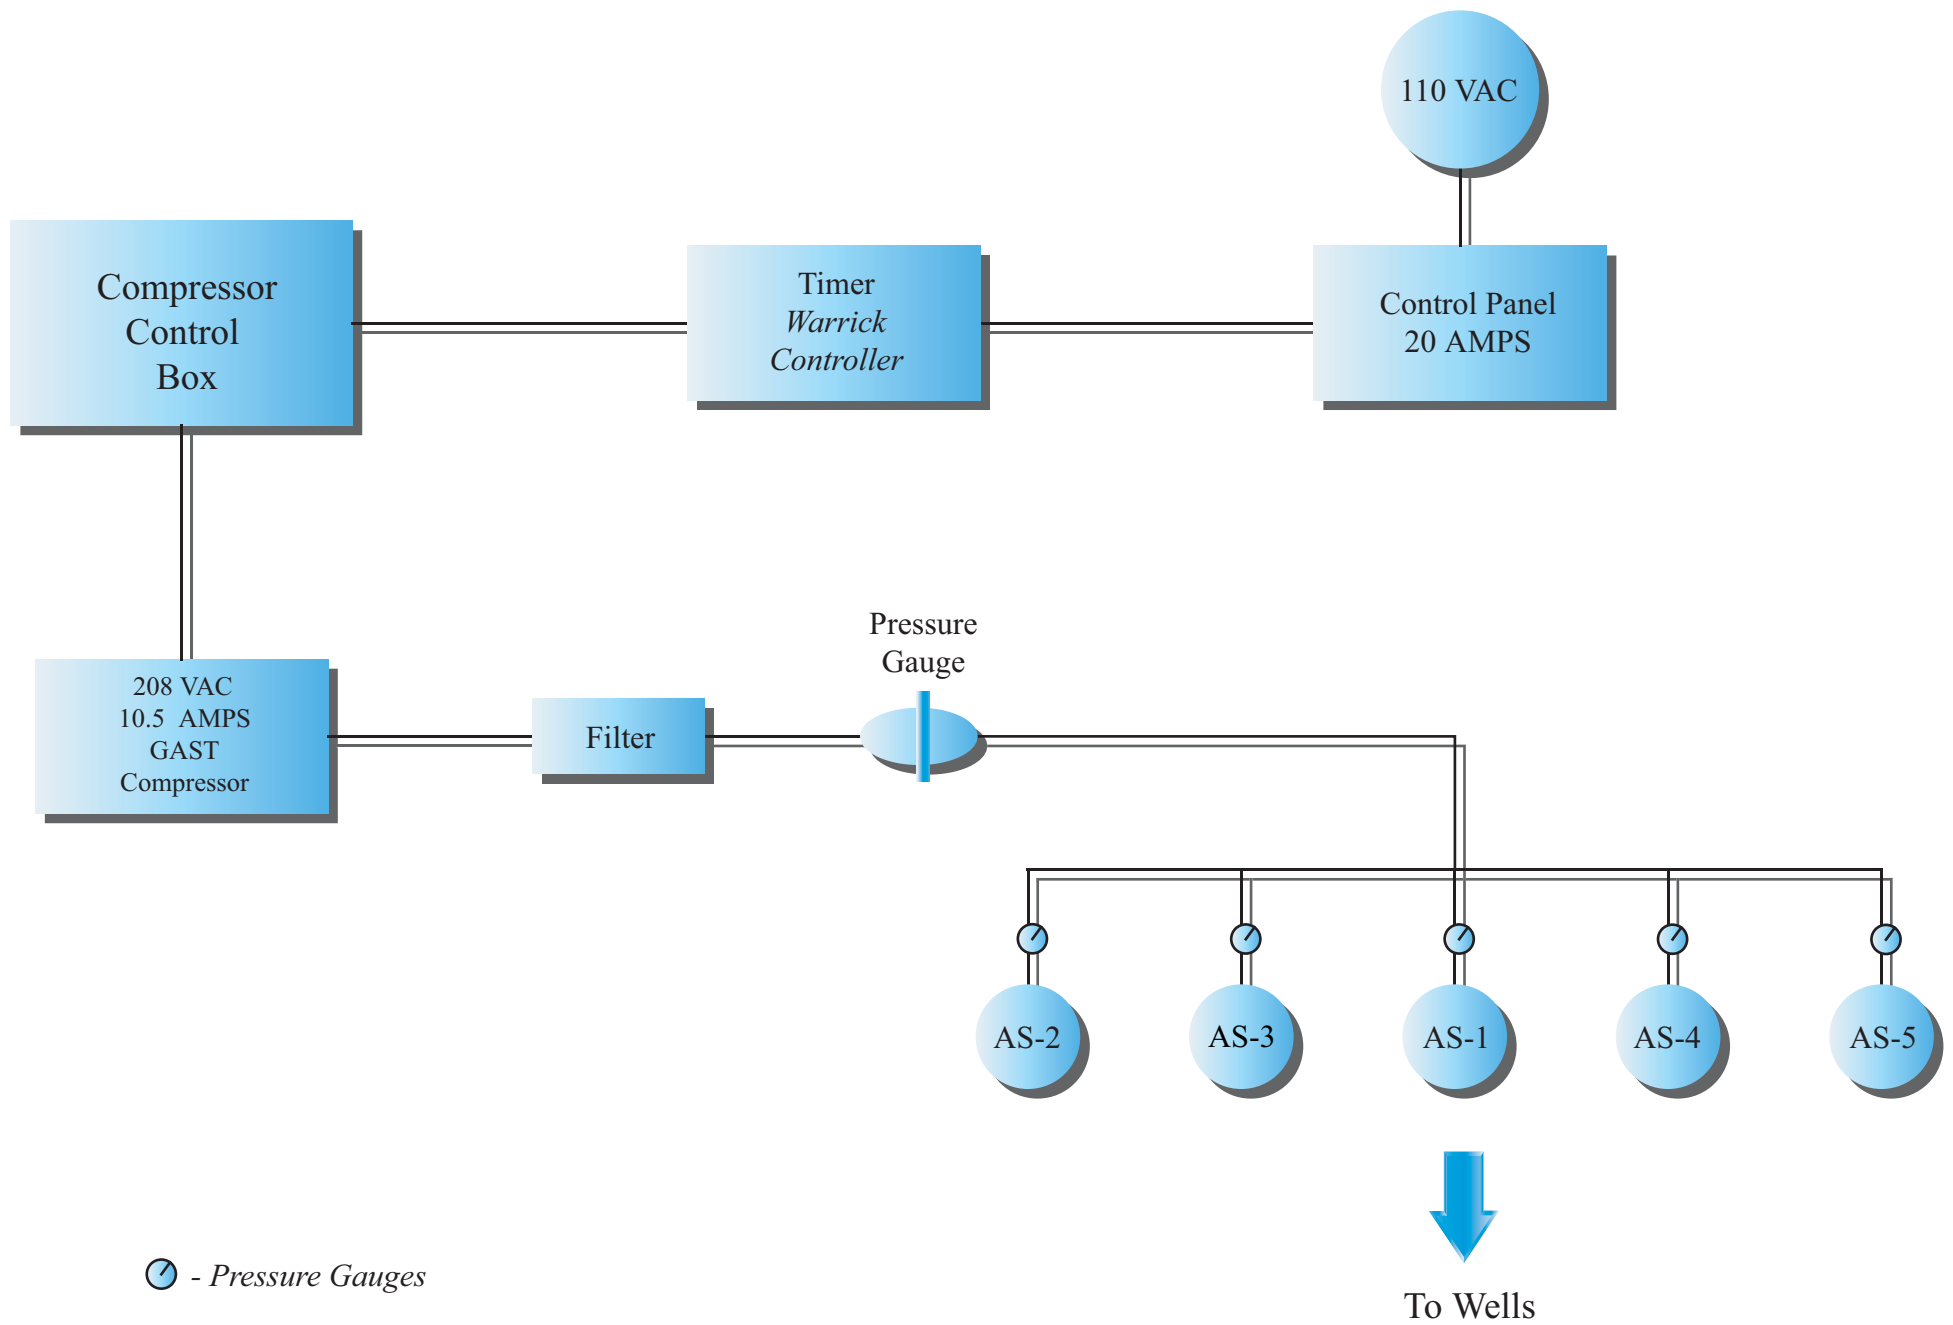 110 VAC
Compressor
Control
Box
Timer
Warrick
Controller
Control Panel
20 AMPS
208 VAC
10.5 AMPS
GAST
Compressor
Filter
Pressure
Gauge
AS-2
AS-3
AS-1
AS-4
AS-5
- Pressure Gauges
To Wells